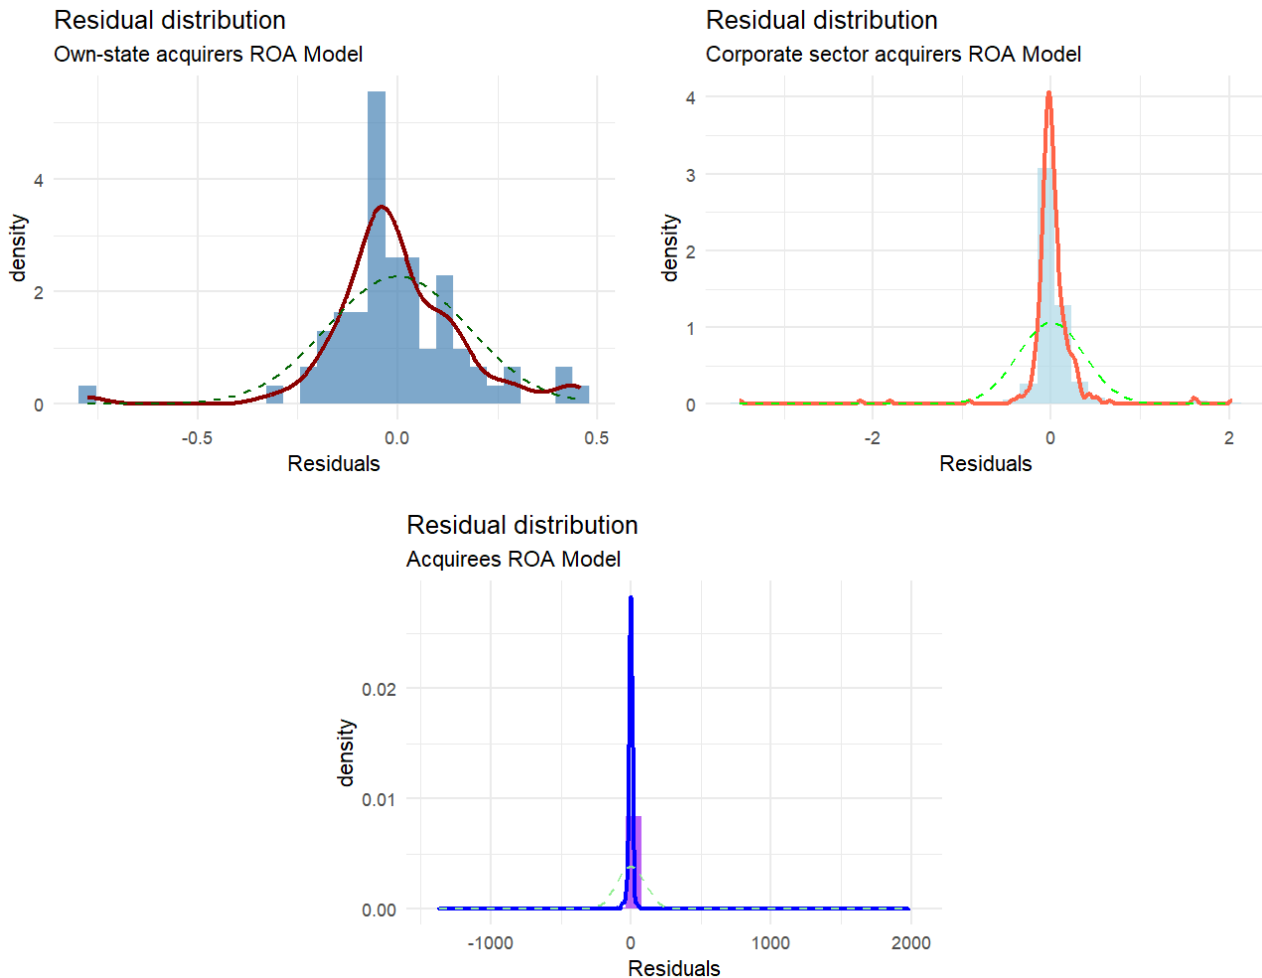 Residual distribution
Own-state acquirers ROA Model
density
4
2
0
-0.5 0.0 0.5
Residuals
Residual distribution
Corporate sector acquirers ROA Model
density
4
3
2
1
0
-2 0 2
Residuals
Residual distribution
Acquirees ROA Model
density
0.02
0.01
0.00
-1000 0 1000 2000
Residuals